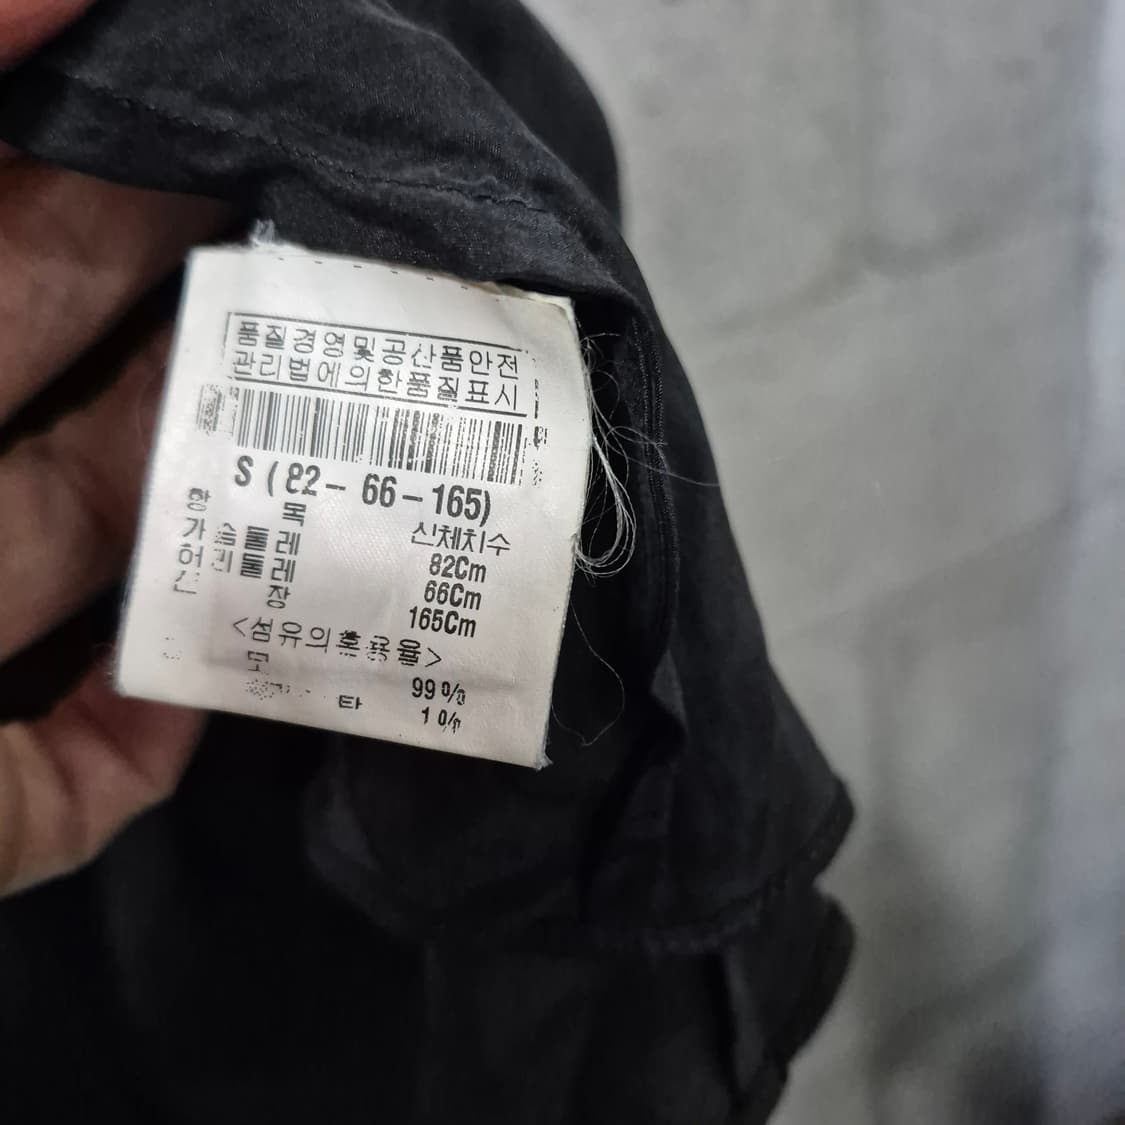 품질경영및공산품안전
관리법에의한품질표시
S (82-66-165)
항 목 신체치수
가슴둘레 82Cm
허리둘레 66Cm
신 장 165Cm
<섬유의혼용율>
모 99%
타 1%